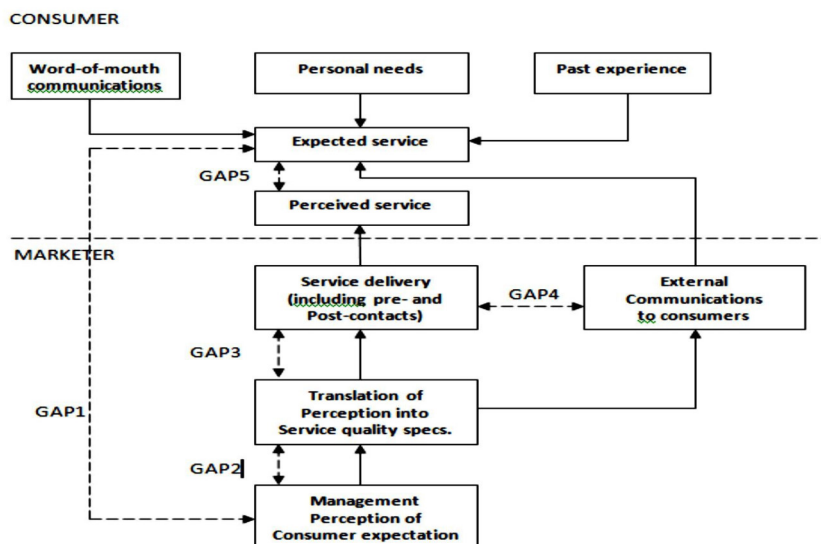 CONSUMER
Word-of-mouth
communications
Personal needs
Past experience
Expected service
GAP5
Perceived service
MARKETER
Service delivery
(including pre- and
Post-contacts)
GAP4
External
Communications
to consumers
GAP3
Translation of
Perception into
Service quality specs.
GAP1
GAP2
Management
Perception of
Consumer expectation